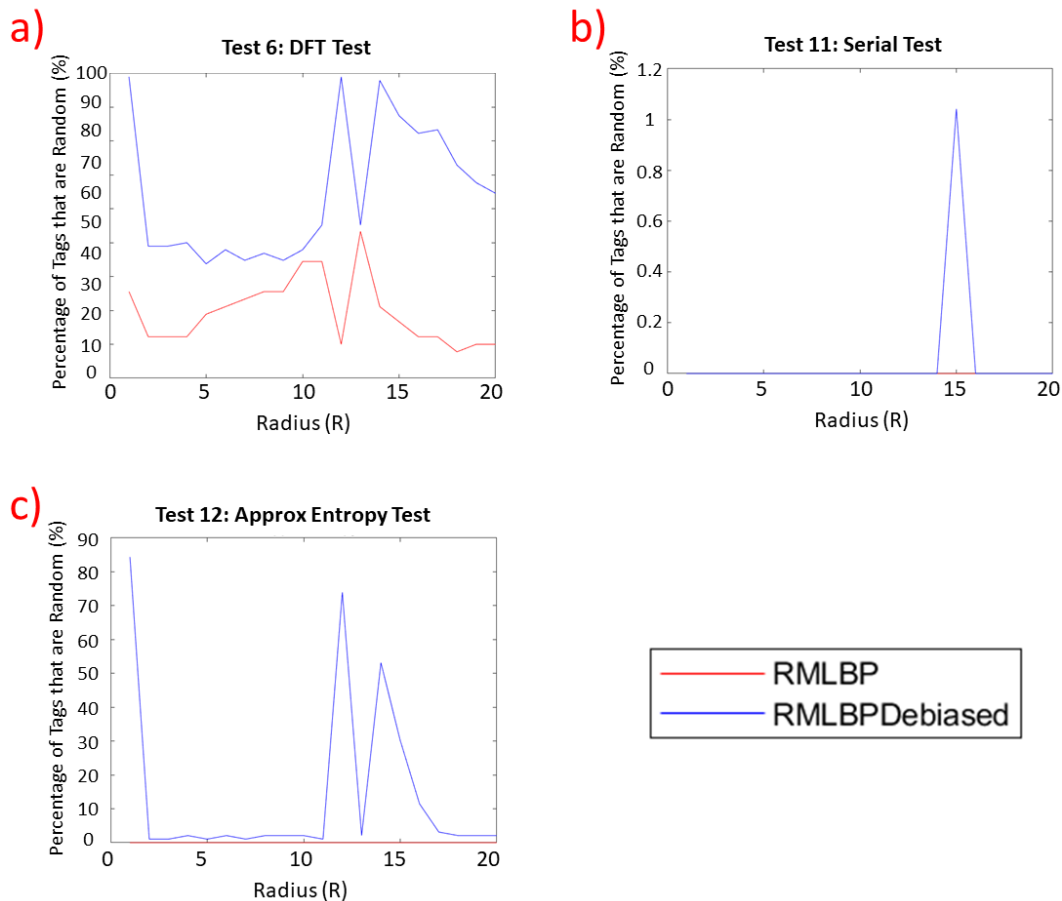 a)
Test 6: DFT Test
Percentage of Tags that are Random (%)
100
90
80
70
60
50
40
30
20
10
0
0 5 10 15 20
Radius (R)
b)
Test 11: Serial Test
Percentage of Tags that are Random (%)
1.2
1
0.8
0.6
0.4
0.2
0
0 5 10 15 20
Radius (R)
c)
Test 12: Approx Entropy Test
Percentage of Tags that are Random (%)
90
80
70
60
50
40
30
20
10
0
0 5 10 15 20
Radius (R)
RMLBP
RMLBPDebiased